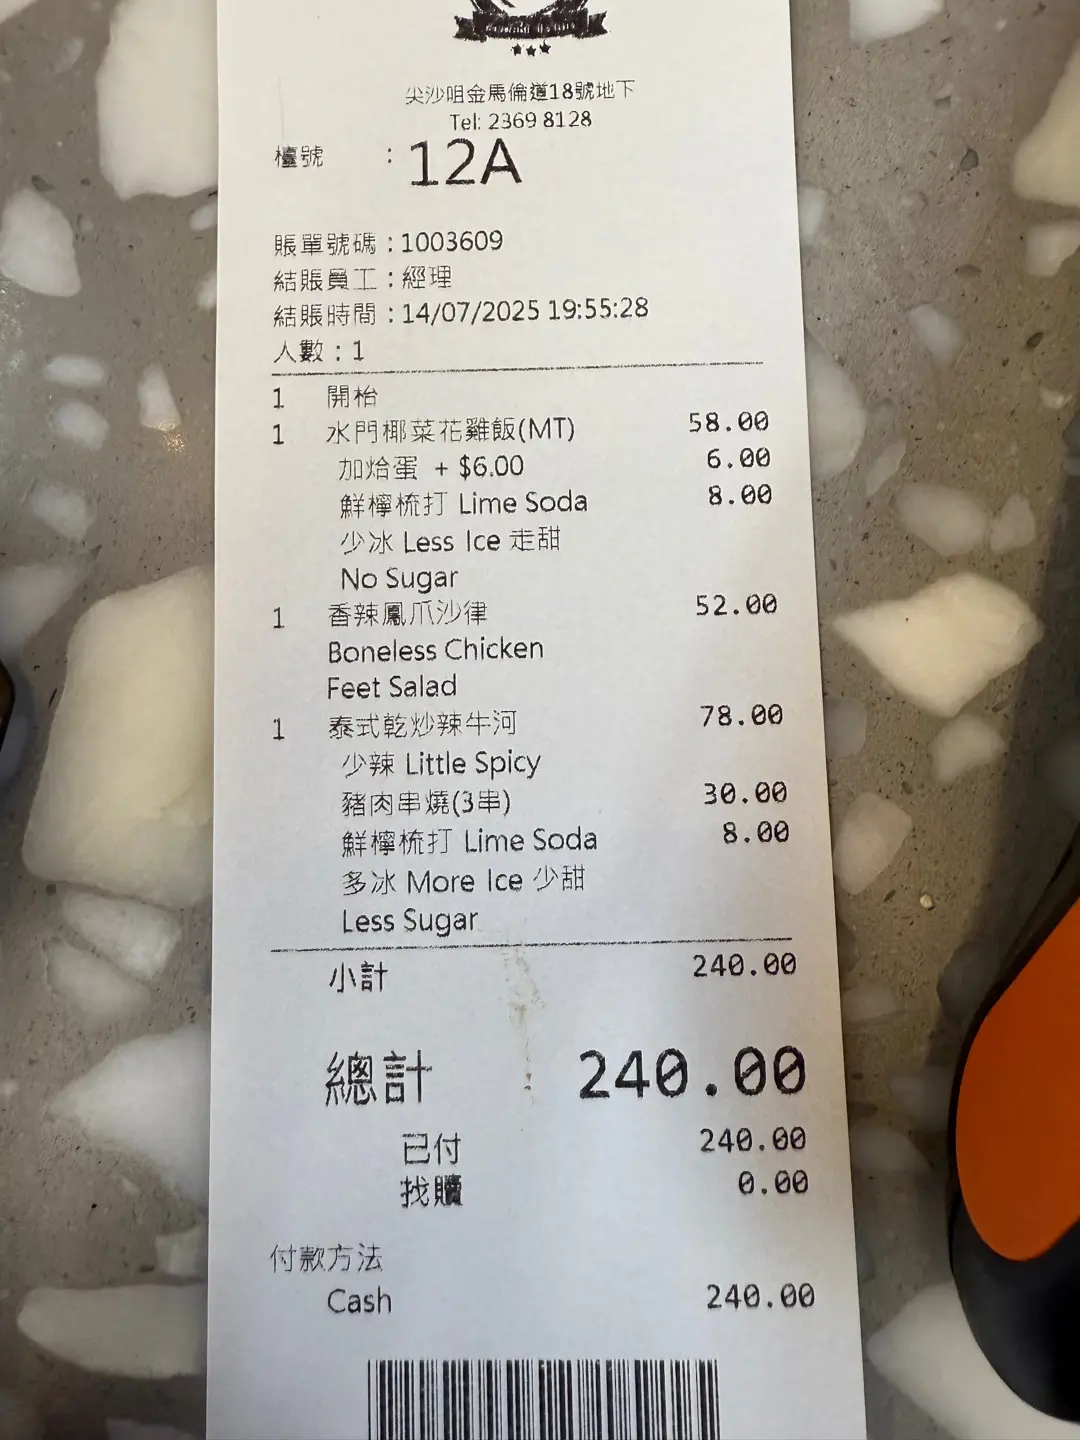 尖沙咀金馬倫道18號地下
Tel: 2369 8128
檯號 : 12A
賬單號碼 : 1003609
結賬員工 : 經理
結賬時間 : 14/07/2025 19:55:28
人數 : 1
1 開枱
1 水門椰菜花雞飯(MT) 58.00
加烚蛋 + $6.00 6.00
鮮檸梳打 Lime Soda 8.00
少冰 Less Ice 走甜
No Sugar
1 香辣鳳爪沙律 52.00
Boneless Chicken
Feet Salad
1 泰式乾炒辣牛河 78.00
少辣 Little Spicy
豬肉串燒(3串) 30.00
鮮檸梳打 Lime Soda 8.00
多冰 More Ice 少甜
Less Sugar
小計 240.00
總計 240.00
已付 240.00
找贖 0.00
付款方法
Cash 240.00